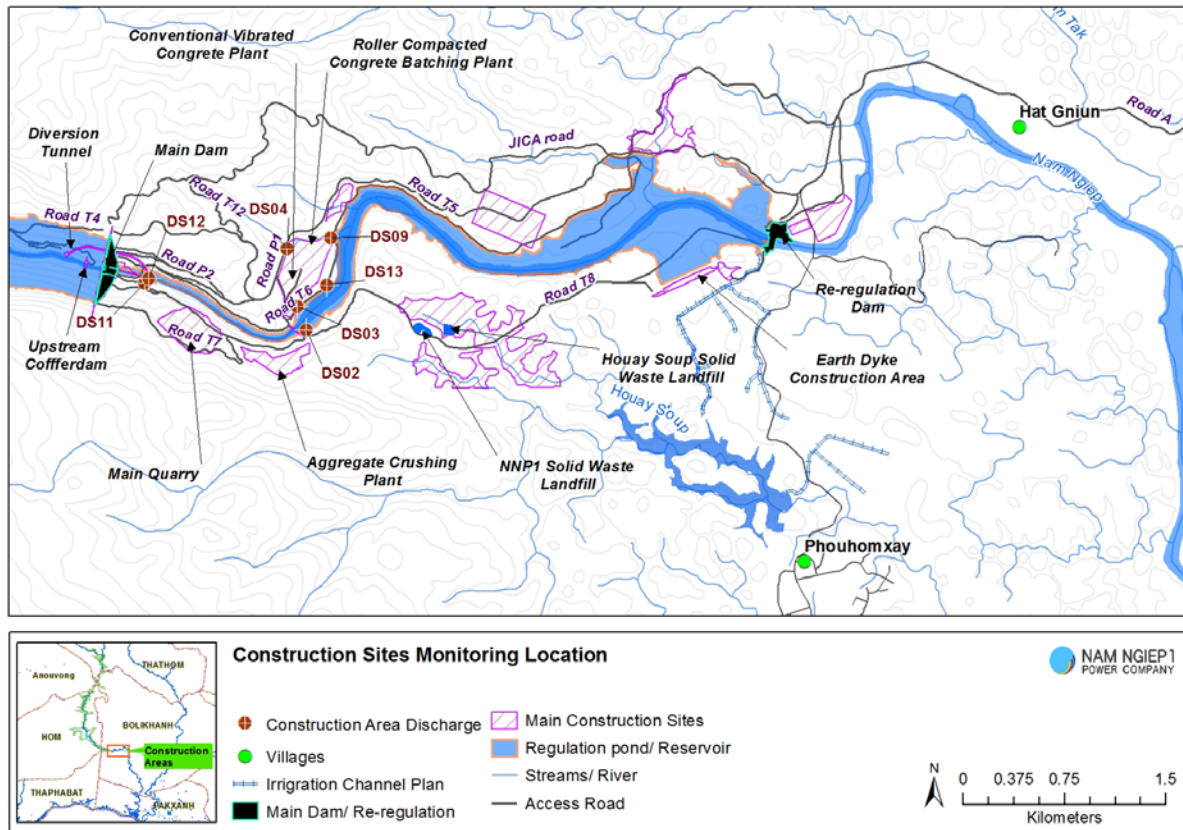 Conventional Vibrated
Concrete Plant
Roller Compacted
Concrete Batching Plant
Diversion
Tunnel
Main Dam
JICA road
Hat Gniun
Road A
Nam Ngiep
Road T4
Road T12
DS04
DS12
Road P1
Road P2
Road T5
DS09
DS13
Road T6
DS11
Road T7
DS03
DS02
Road T8
Re-regulation
Dam
Upstream
Coffferdam
Houay Soup Solid
Waste Landfill
Earth Dyke
Construction Area
Houay Soup
Main Quarry
Aggregate Crushing
Plant
NNP1 Solid Waste
Landfill
Phouhomxay
Construction Sites Monitoring Location
NAM NGIEP 1
POWER COMPANY
Anouvong
THATHOM
HOM
BOLIKHANH
Construction
Areas
THAPHABAT
PAKXANH
Construction Area Discharge
Villages
Irrigration Channel Plan
Main Dam/ Re-regulation
Main Construction Sites
Regulation pond/ Reservoir
Streams/ River
Access Road
N
0 0.375 0.75 1.5
Kilometers